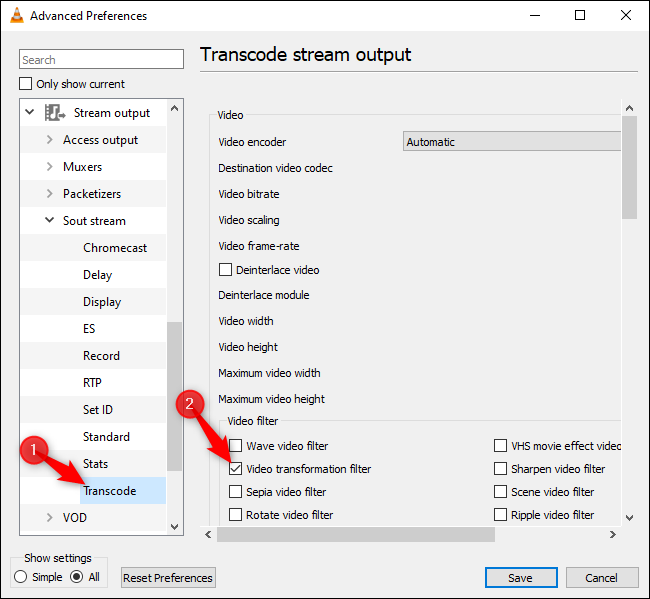 Advanced Preferences
Search
Only show current
Stream output
Access output
Muxers
Packetizers
Sout stream
Chromecast
Delay
Display
ES
Record
RTP
Set ID
Standard
Stats
1
Transcode
VOD
Transcode stream output
Video
Video encoder
Automatic
Destination video codec
Video bitrate
Video scaling
Video frame-rate
Deinterlace video
Deinterlace module
Video width
Video height
Maximum video width
Maximum video height
2
Video filter
Wave video filter
VHS movie effect video
Video transformation filter
Sharpen video filter
Sepia video filter
Scene video filter
Rotate video filter
Ripple video filter
Show settings
Simple
All
Reset Preferences
Save
Cancel